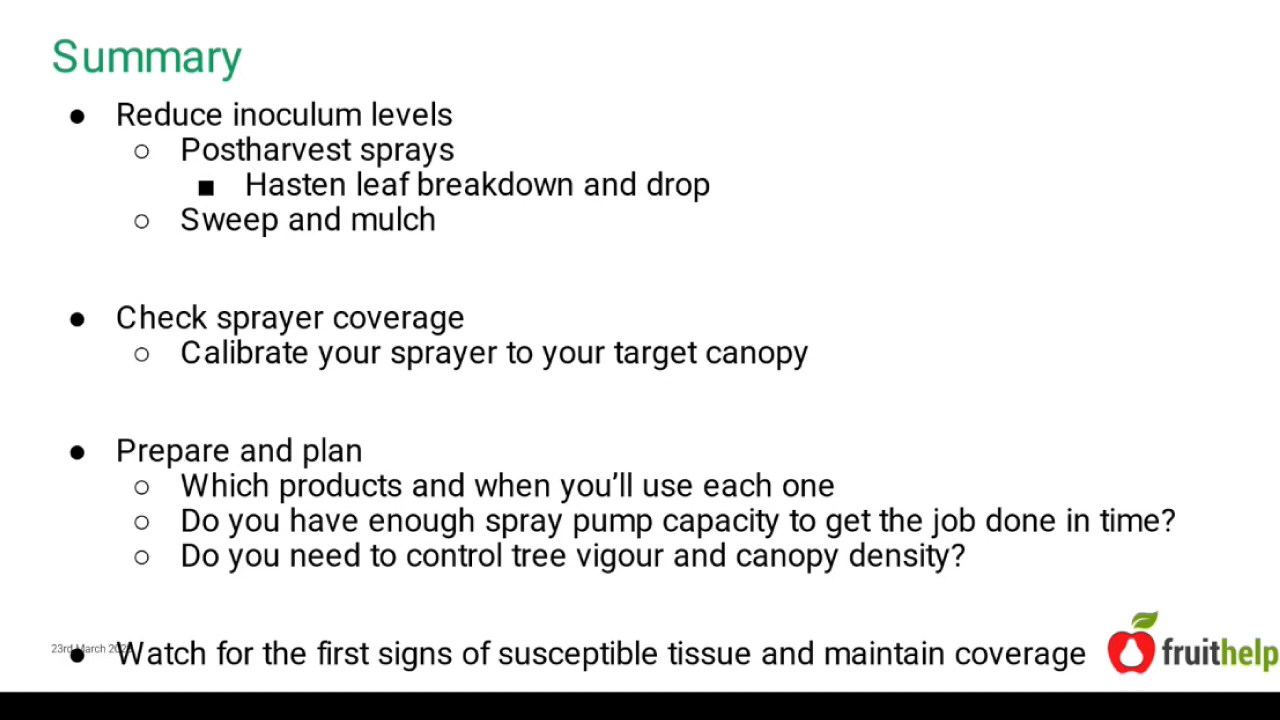 Summary
● Reduce inoculum levels
○ Postharvest sprays
■ Hasten leaf breakdown and drop
○ Sweep and mulch
● Check sprayer coverage
○ Calibrate your sprayer to your target canopy
● Prepare and plan
○ Which products and when you’ll use each one
○ Do you have enough spray pump capacity to get the job done in time?
○ Do you need to control tree vigour and canopy density?
23rd March
● Watch for the first signs of susceptible tissue and maintain coverage
fruithelp